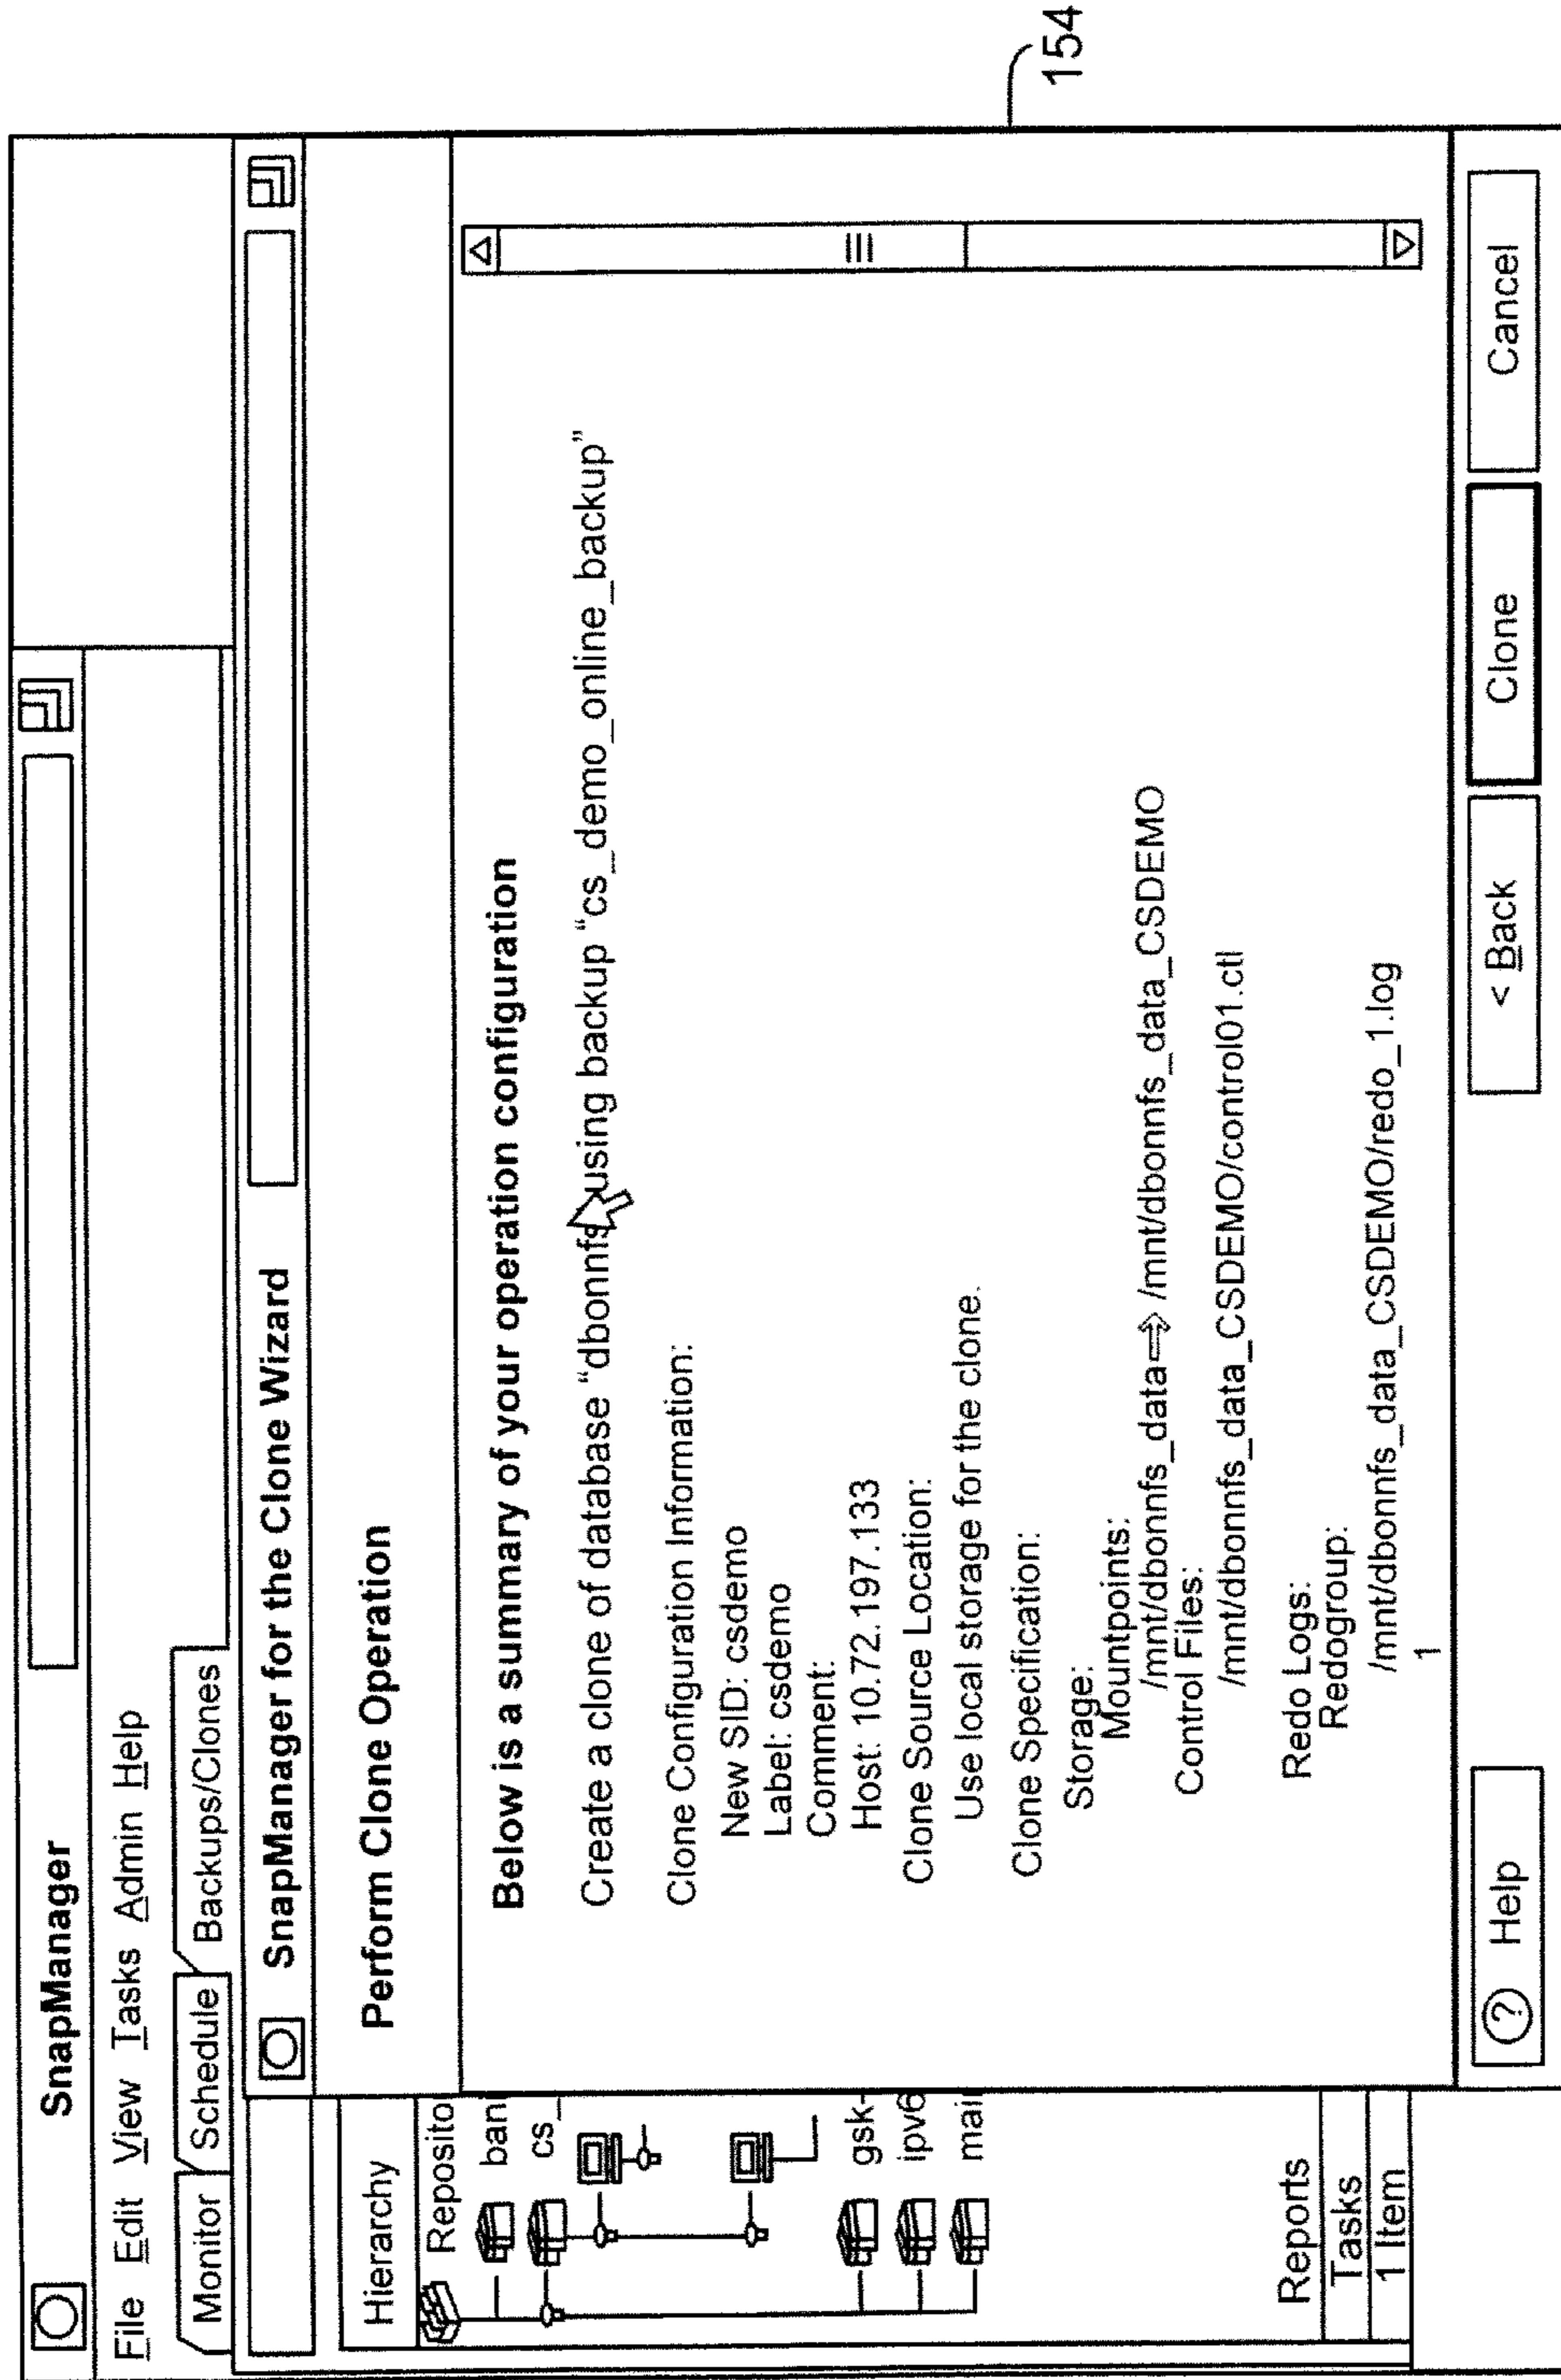 SnapManager
File Edit View Tasks Admin Help
Monitor
Schedule
Backups/Clones
SnapManager for the Clone Wizard
Hierarchy
Reposito
ban
cs_
gsk-
ipv6
mai
Reports
Tasks
1 Item
Perform Clone Operation
Below is a summary of your operation configuration
Create a clone of database “dbonnfs using backup “cs_demo_online_backup”
Clone Configuration Information:
New SID: csdemo
Label: csdemo
Comment:
Host: 10.72.197.133
Clone Source Location:
Use local storage for the clone.
Clone Specification:
Storage:
Mountpoints:
/mnt/dbonnfs_data⇒ /mnt/dbonnfs_data_CSDEMO
Control Files:
/mnt/dbonnfs_data_CSDEMO/control01.ctl
Redo Logs:
Redogroup:
/mnt/dbonnfs_data_CSDEMO/redo_1.log
1
? Help
< Back
Clone
Cancel
154